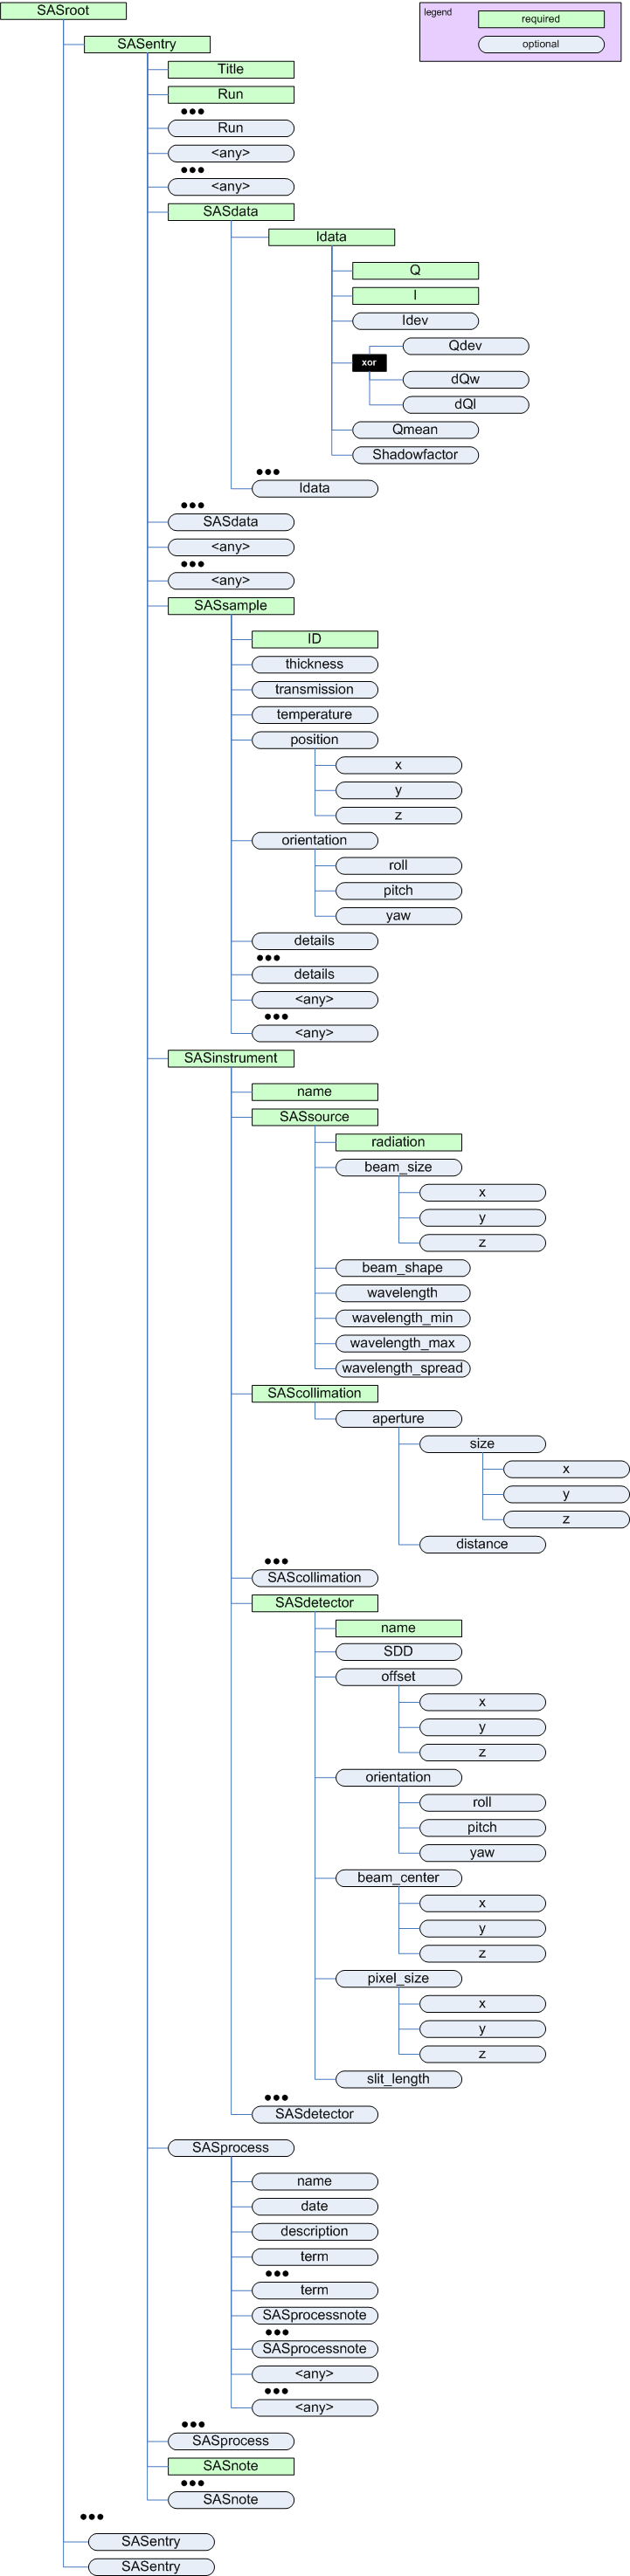 SASroot
legend
required
optional
SASentry
Title
Run
•••
Run
<any>
•••
<any>
SASdata
Idata
Q
I
Idev
Qdev
xor
dQw
dQl
Qmean
Shadowfactor
•••
Idata
•••
SASdata
<any>
•••
<any>
SASsample
ID
thickness
transmission
temperature
position
x
y
z
orientation
roll
pitch
yaw
details
•••
details
<any>
•••
<any>
SASinstrument
name
SASsource
radiation
beam_size
x
y
z
beam_shape
wavelength
wavelength_min
wavelength_max
wavelength_spread
SAScollimation
aperture
size
x
y
z
distance
•••
SAScollimation
SASdetector
name
SDD
offset
x
y
z
orientation
roll
pitch
yaw
beam_center
x
y
z
pixel_size
x
y
z
slit_length
•••
SASdetector
SASprocess
name
date
description
term
•••
term
SASprocessnote
•••
SASprocessnote
<any>
•••
<any>
•••
SASprocess
SASnote
•••
SASnote
•••
SASentry
SASentry